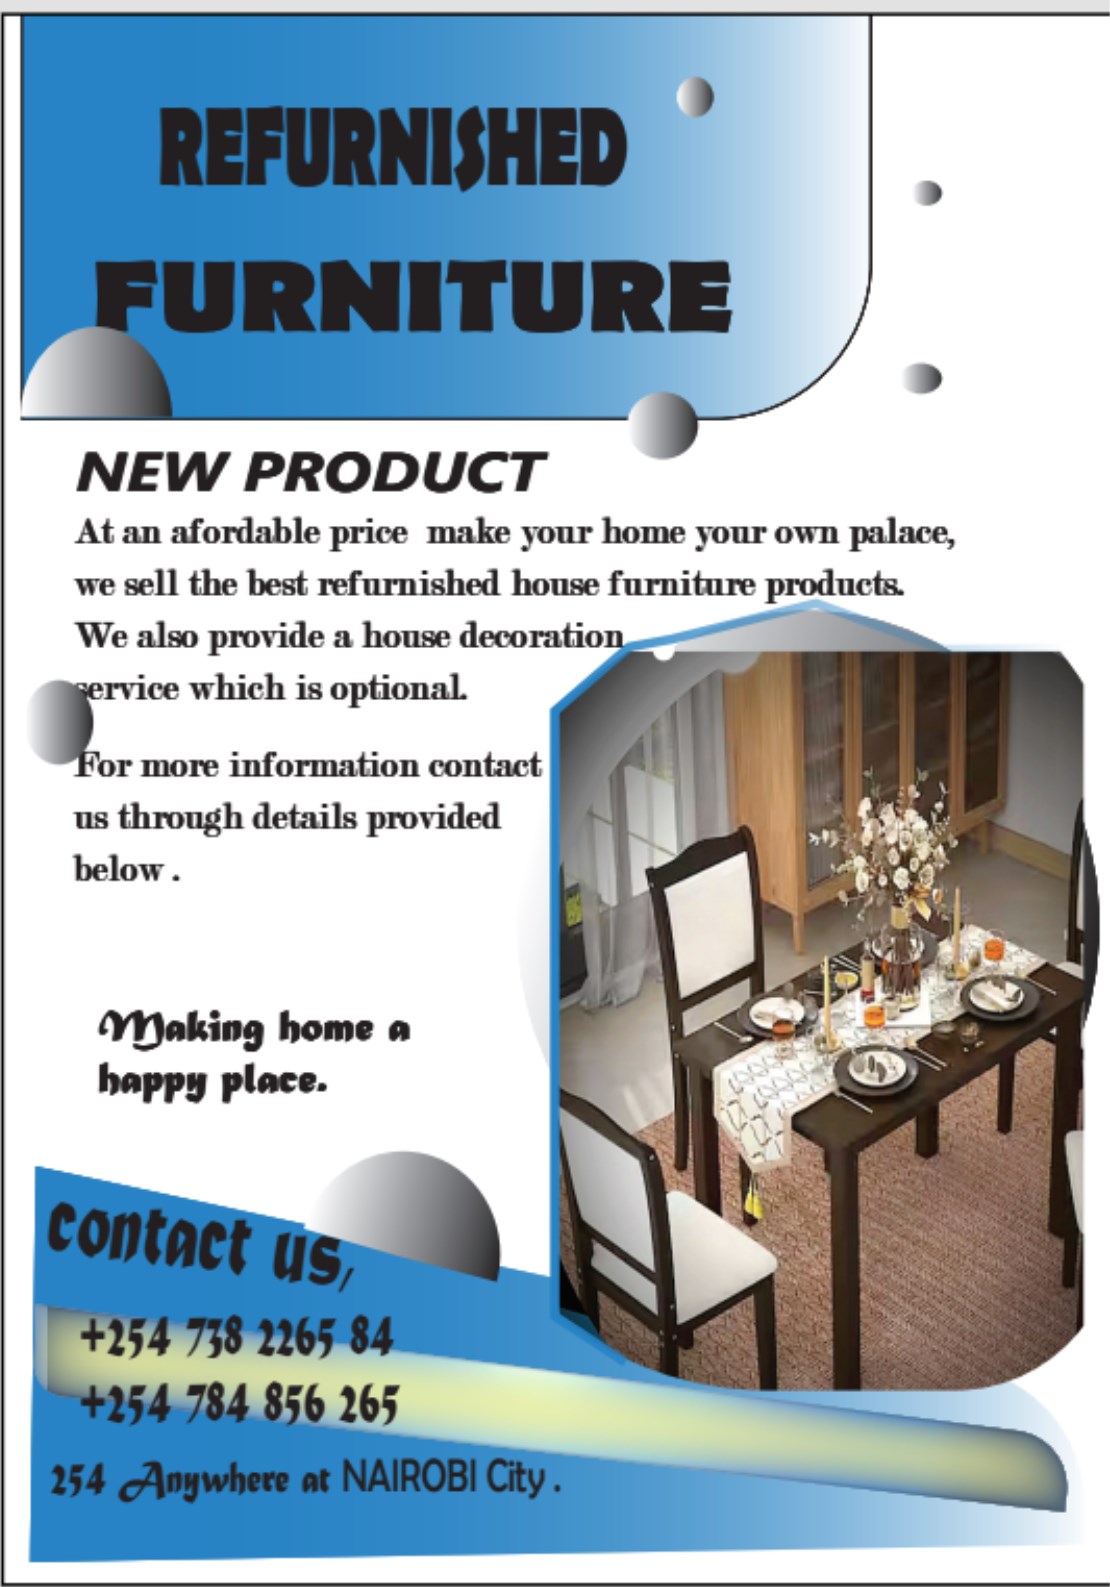 REFURNISHED
FURNITURE
NEW PRODUCT
At an afordable price make your home your own palace,
we sell the best refurnished house furniture products.
We also provide a house decoration
service which is optional.
For more information contact
us through details provided
below .
Making home a
happy place.
contact us,
+254 738 2265 84
+254 784 856 265
254 Anywhere at NAIROBI City .